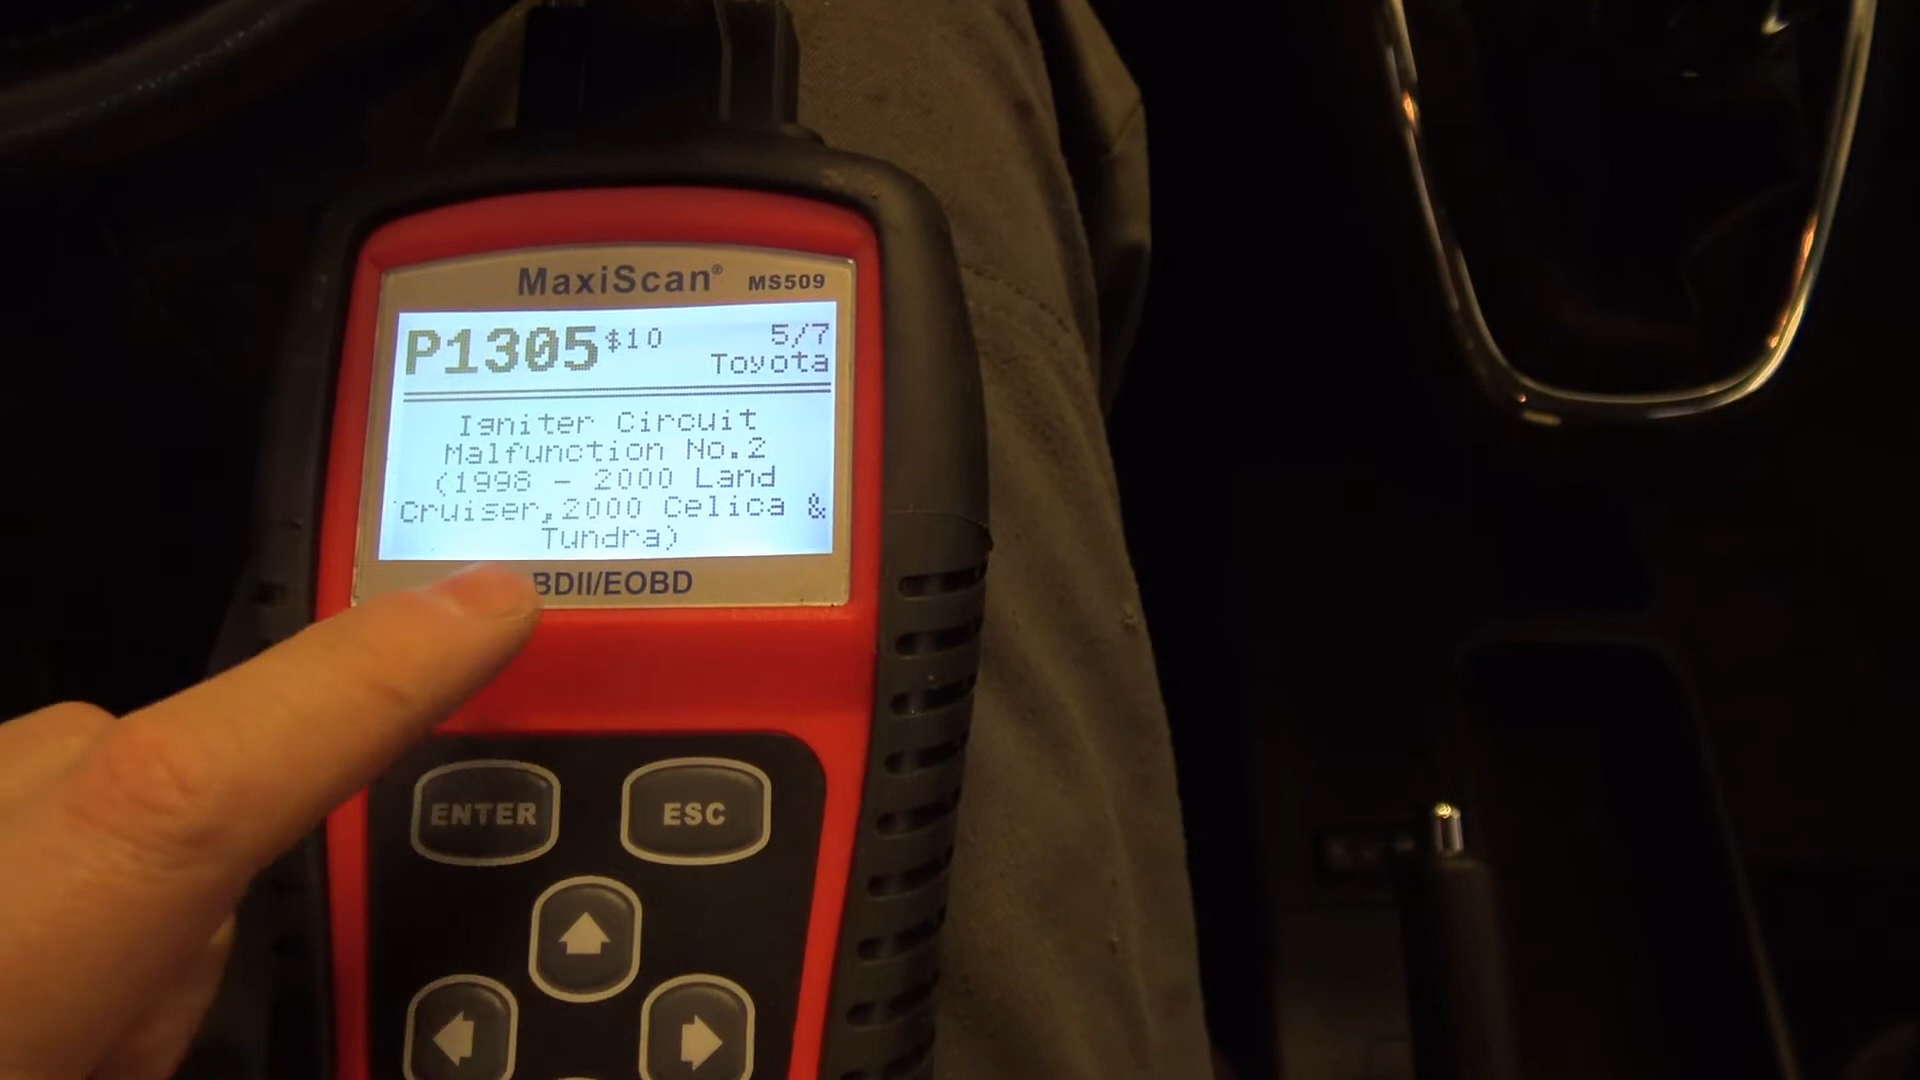 MaxiScan® MS509
P1305 $10 5/7
Toyota
Igniter Circuit
Malfunction No.2
(1998 - 2000 Land
Cruiser,2000 Celica &
Tundra)
BDII/EOBD
ENTER ESC